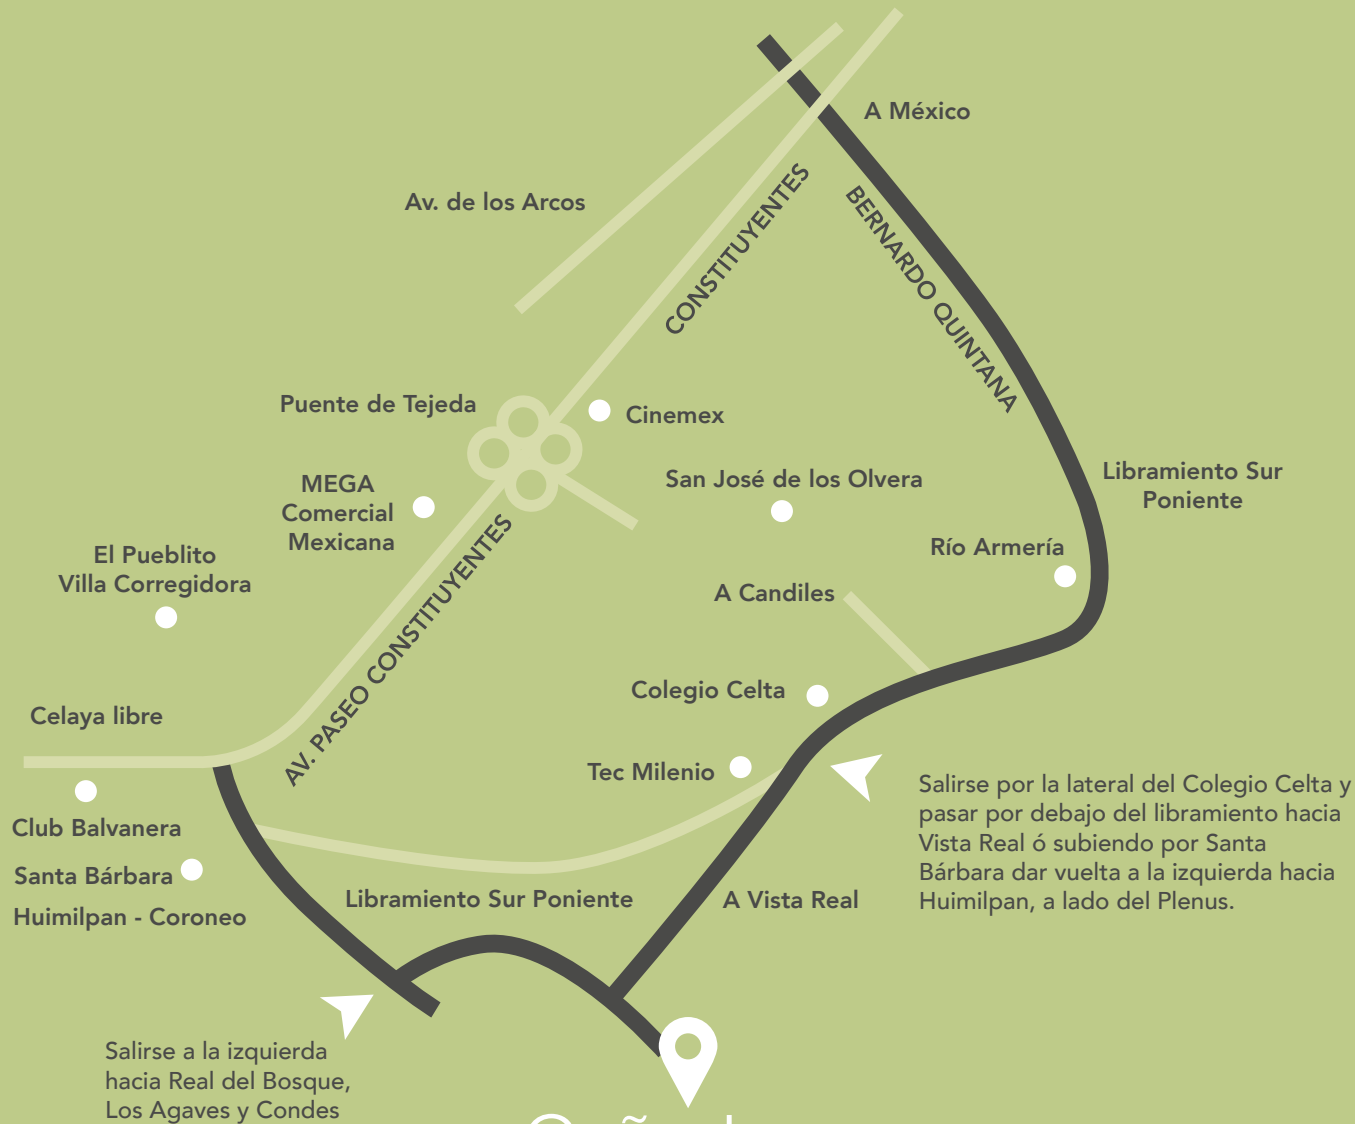 A México
Av. de los Arcos
CONSTITUYENTES
BERNARDO QUINTANA
Puente de Tejeda
Cinemex
MEGA
Comercial
Mexicana
San José de los Olvera
Libramiento Sur
Poniente
El Pueblito
Villa Corregidora
AV. PASEO CONSTITUYENTES
Río Armería
A Candiles
Colegio Celta
Celaya libre
Tec Milenio
Salirse por la lateral del Colegio Celta y
pasar por debajo del libramiento hacia
Vista Real ó subiendo por Santa
Bárbara dar vuelta a la izquierda hacia
Huimilpan, a lado del Plenus.
Club Balvanera
Santa Bárbara
Huimilpan - Coroneo
Libramiento Sur Poniente
A Vista Real
Salirse a la izquierda
hacia Real del Bosque,
Los Agaves y Condes